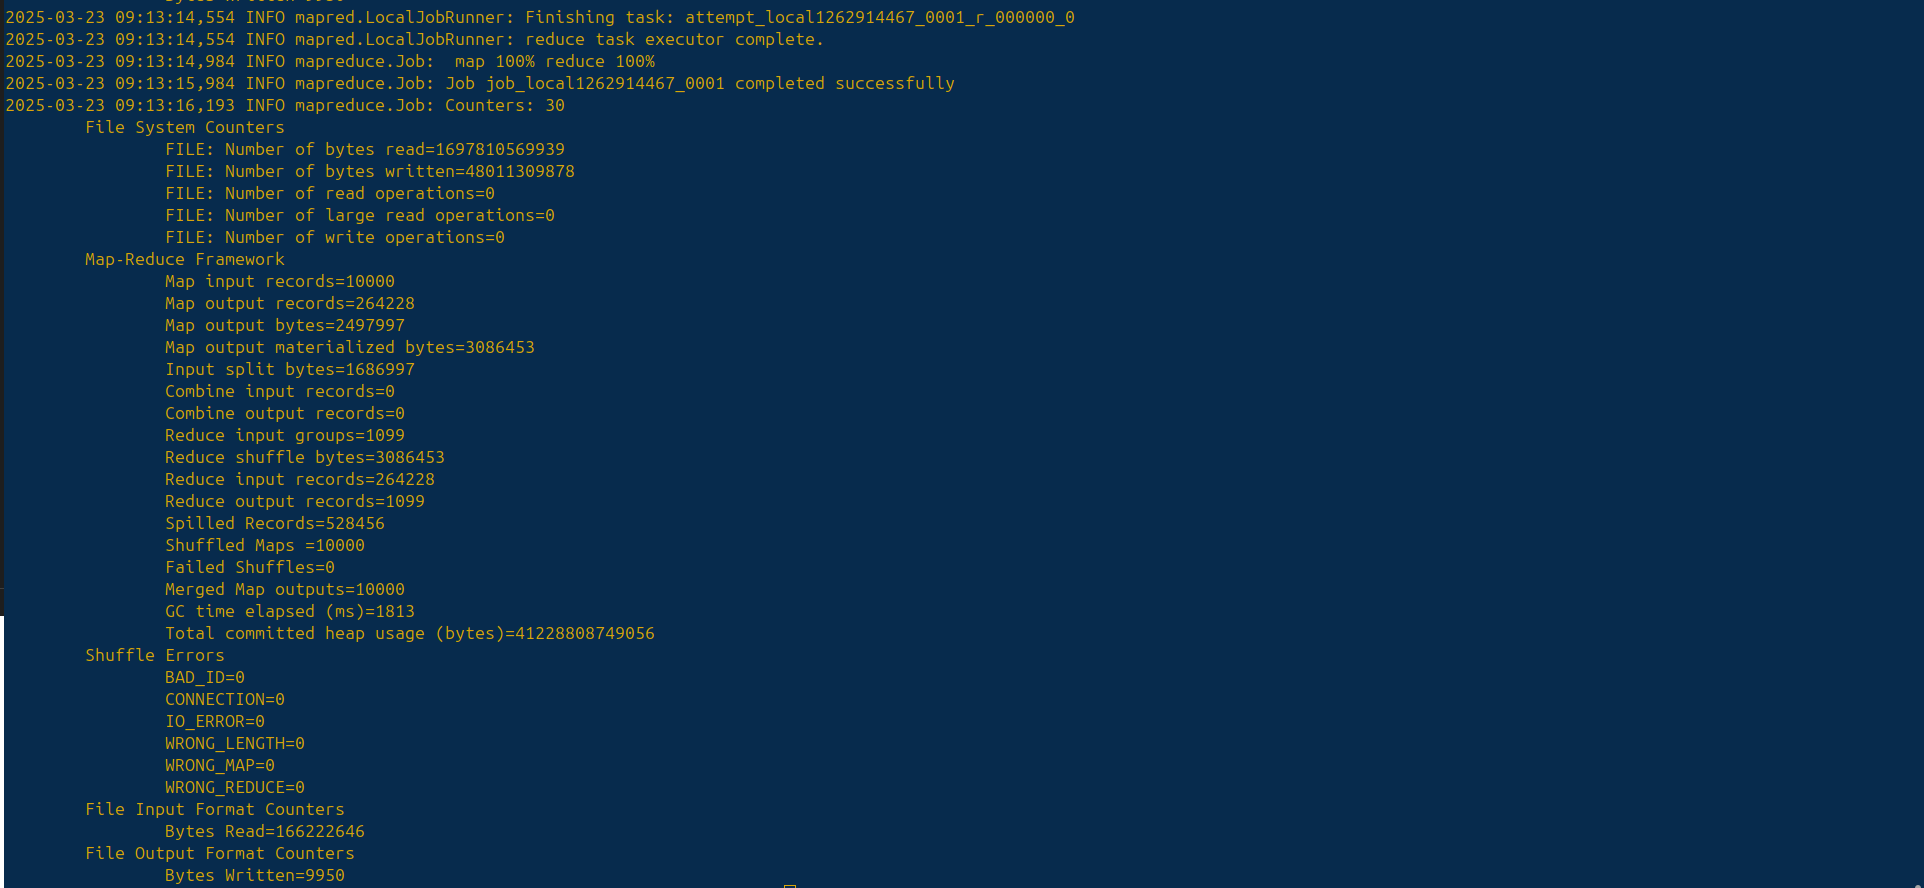 2025-03-23 09:13:14,554 INFO mapred.LocalJobRunner: Finishing task: attempt_local1262914467_0001_r_000000_0
2025-03-23 09:13:14,554 INFO mapred.LocalJobRunner: reduce task executor complete.
2025-03-23 09:13:14,984 INFO mapreduce.Job:  map 100% reduce 100%
2025-03-23 09:13:15,984 INFO mapreduce.Job: Job job_local1262914467_0001 completed successfully
2025-03-23 09:13:16,193 INFO mapreduce.Job: Counters: 30
File System Counters
FILE: Number of bytes read=1697810569939
FILE: Number of bytes written=48011309878
FILE: Number of read operations=0
FILE: Number of large read operations=0
FILE: Number of write operations=0
Map-Reduce Framework
Map input records=10000
Map output records=264228
Map output bytes=2497997
Map output materialized bytes=3086453
Input split bytes=1686997
Combine input records=0
Combine output records=0
Reduce input groups=1099
Reduce shuffle bytes=3086453
Reduce input records=264228
Reduce output records=1099
Spilled Records=528456
Shuffled Maps =10000
Failed Shuffles=0
Merged Map outputs=10000
GC time elapsed (ms)=1813
Total committed heap usage (bytes)=41228808749056
Shuffle Errors
BAD_ID=0
CONNECTION=0
IO_ERROR=0
WRONG_LENGTH=0
WRONG_MAP=0
WRONG_REDUCE=0
File Input Format Counters
Bytes Read=166222646
File Output Format Counters
Bytes Written=9950